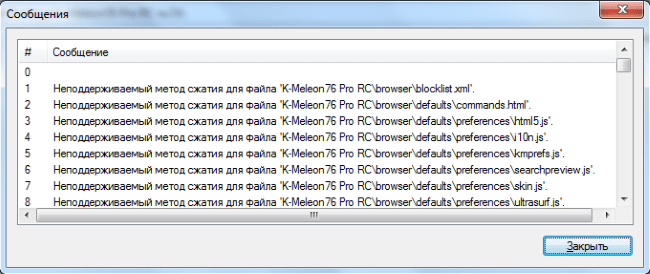 Сообщения
# Сообщение
0
1 Неподдерживаемый метод сжатия для файла 'K-Meleon76 Pro RC\browser\blocklist.xml'.
2 Неподдерживаемый метод сжатия для файла 'K-Meleon76 Pro RC\browser\defaults\commands.html'.
3 Неподдерживаемый метод сжатия для файла 'K-Meleon76 Pro RC\browser\defaults\preferences\html5.js'.
4 Неподдерживаемый метод сжатия для файла 'K-Meleon76 Pro RC\browser\defaults\preferences\i10n.js'.
5 Неподдерживаемый метод сжатия для файла 'K-Meleon76 Pro RC\browser\defaults\preferences\kmprefs.js'.
6 Неподдерживаемый метод сжатия для файла 'K-Meleon76 Pro RC\browser\defaults\preferences\searchpreview.js'.
7 Неподдерживаемый метод сжатия для файла 'K-Meleon76 Pro RC\browser\defaults\preferences\skin.js'.
8 Неподдерживаемый метод сжатия для файла 'K-Meleon76 Pro RC\browser\defaults\preferences\ultrasurf.js'.
Закрыть